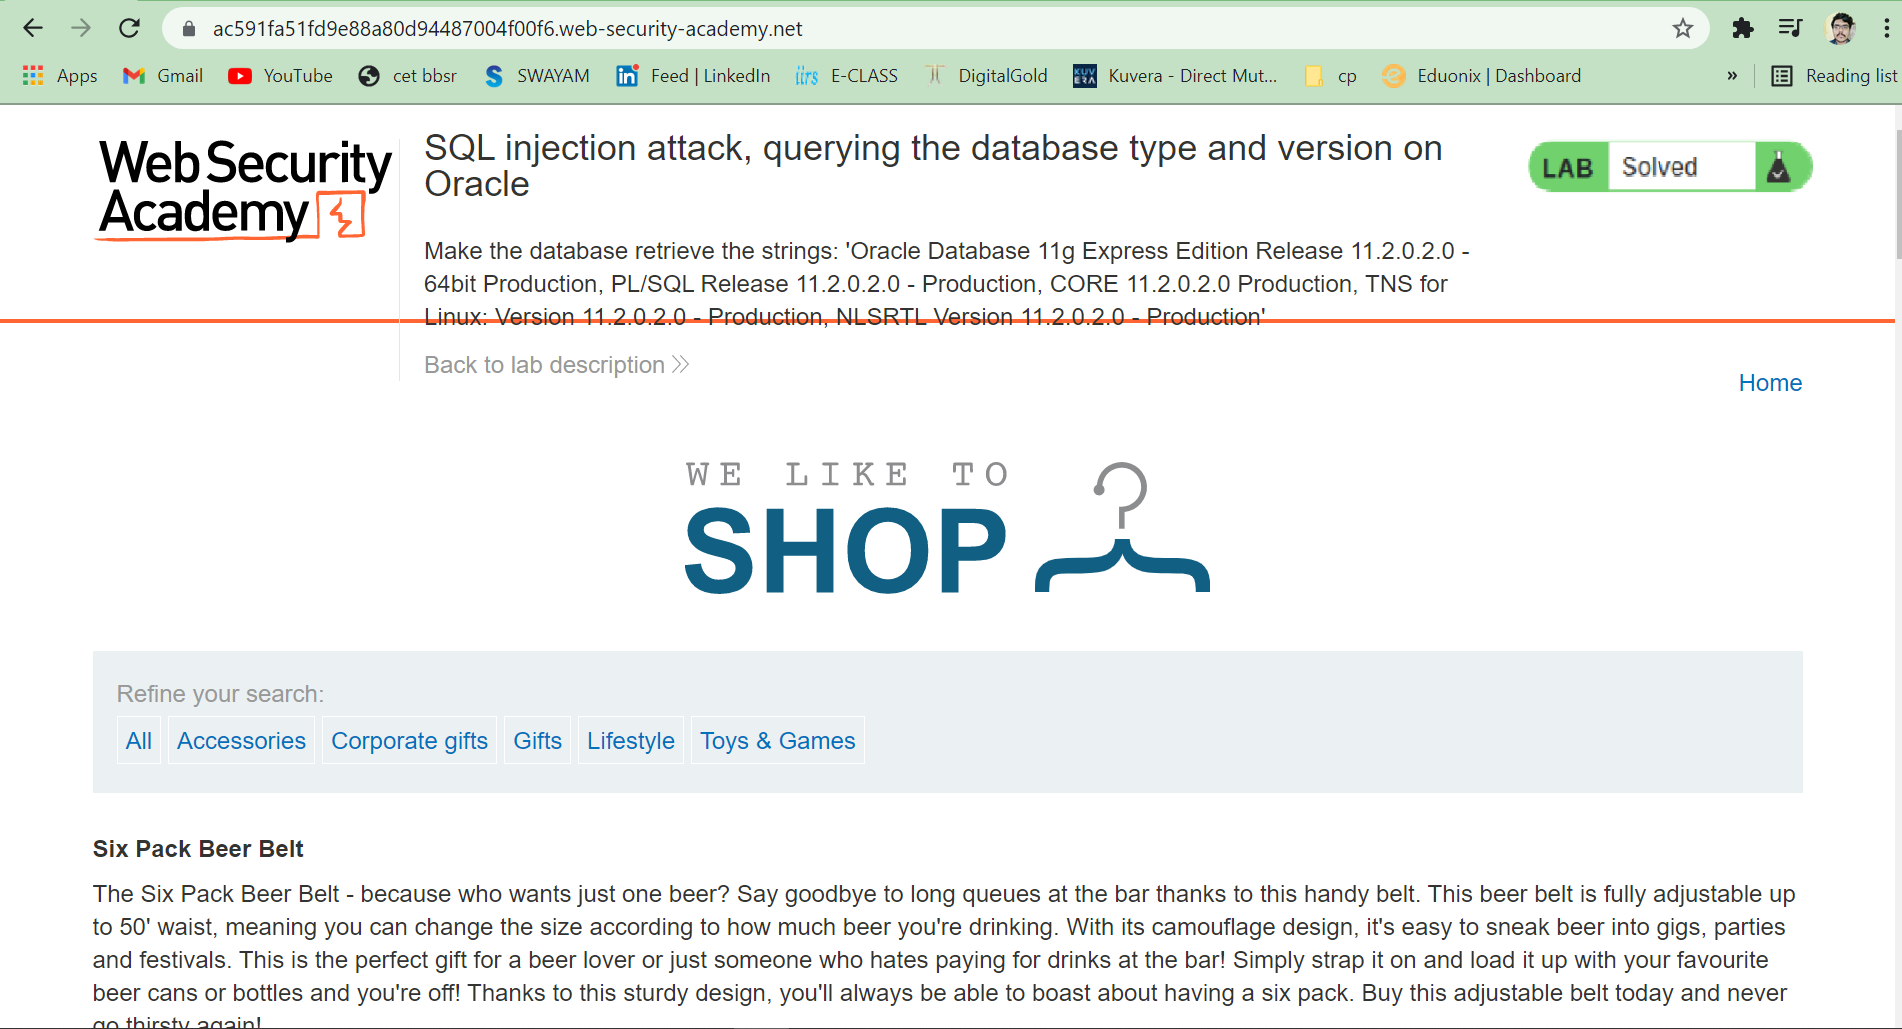 ac591fa51fd9e88a80d94487004f00f6.web-security-academy.net
Apps Gmail YouTube cet bbsr SWAYAM Feed | LinkedIn E-CLASS DigitalGold KUVERA Kuvera - Direct Mut... cp Eduonix | Dashboard » Reading list
Web Security
Academy
SQL injection attack, querying the database type and version on
Oracle
LAB Solved
Make the database retrieve the strings: 'Oracle Database 11g Express Edition Release 11.2.0.2.0 -
64bit Production, PL/SQL Release 11.2.0.2.0 - Production, CORE 11.2.0.2.0 Production, TNS for
Linux: Version 11.2.0.2.0 - Production, NLSRTL Version 11.2.0.2.0 - Production'
Back to lab description
Home
WE LIKE TO
SHOP
Refine your search:
All Accessories Corporate gifts Gifts Lifestyle Toys & Games
Six Pack Beer Belt
The Six Pack Beer Belt - because who wants just one beer? Say goodbye to long queues at the bar thanks to this handy belt. This beer belt is fully adjustable up
to 50' waist, meaning you can change the size according to how much beer you're drinking. With its camouflage design, it's easy to sneak beer into gigs, parties
and festivals. This is the perfect gift for a beer lover or just someone who hates paying for drinks at the bar! Simply strap it on and load it up with your favourite
beer cans or bottles and you're off! Thanks to this sturdy design, you'll always be able to boast about having a six pack. Buy this adjustable belt today and never
go thirsty again!